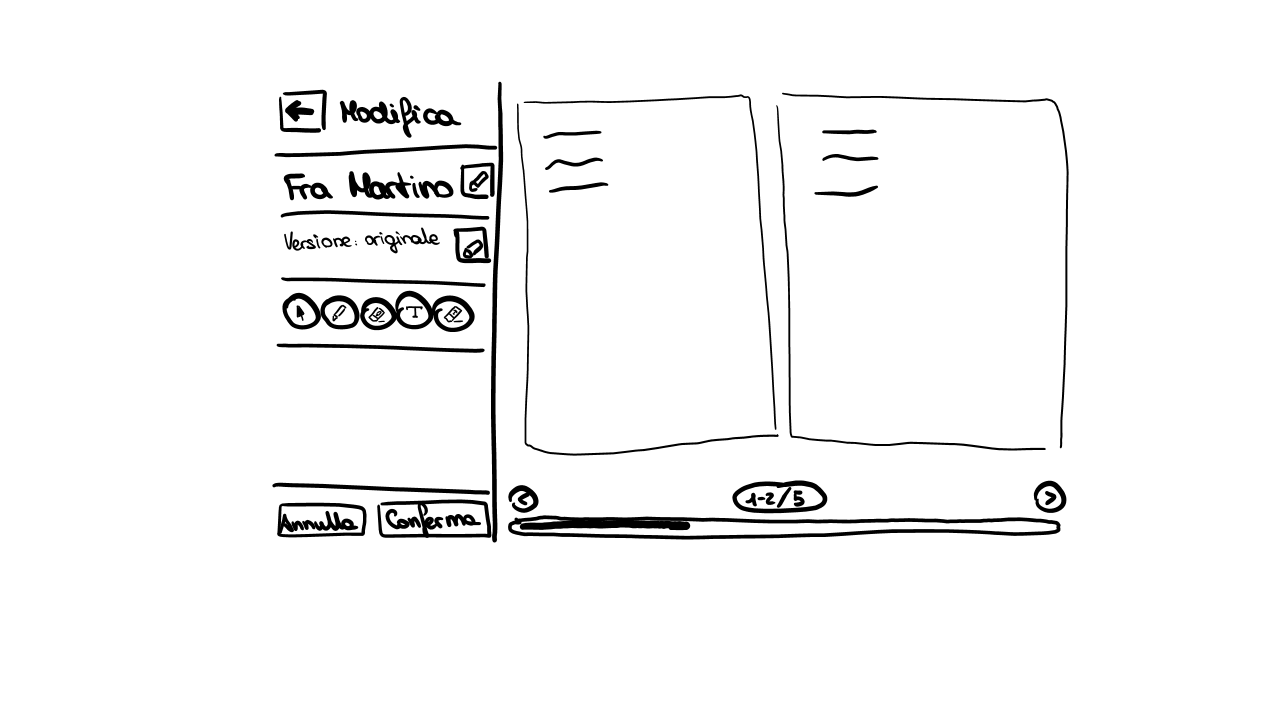 Modifica
Fra Martino
Versione: originale
T
Annulla
Conferma
< 1-2/5 >